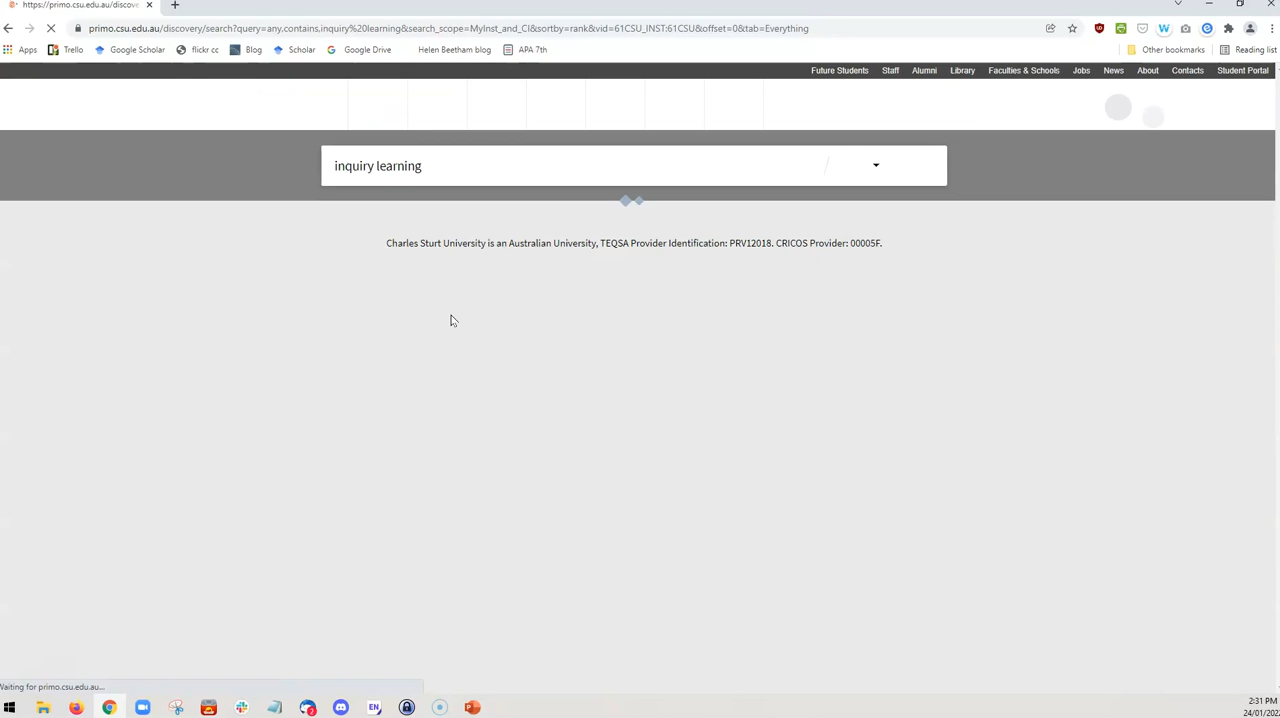 https://primo.csu.edu.au/discove
primo.csu.edu.au/discovery/search?query=any,contains,inquiry%20learning&search_scope=MyInst_and_CI&sortby=rank&vid=61CSU_INST:61CSU&offset=0&tab=Everything
Apps Trello Google Scholar flickr cc Blog Scholar Google Drive Helen Beetham blog APA 7th Other bookmarks Reading list
Future Students Staff Alumni Library Faculties & Schools Jobs News About Contacts Student Portal
inquiry learning
Charles Sturt University is an Australian University, TEQSA Provider Identification: PRV12018. CRICOS Provider: 00005F.
Waiting for primo.csu.edu.au...
EN
2:31 PM
24/01/202